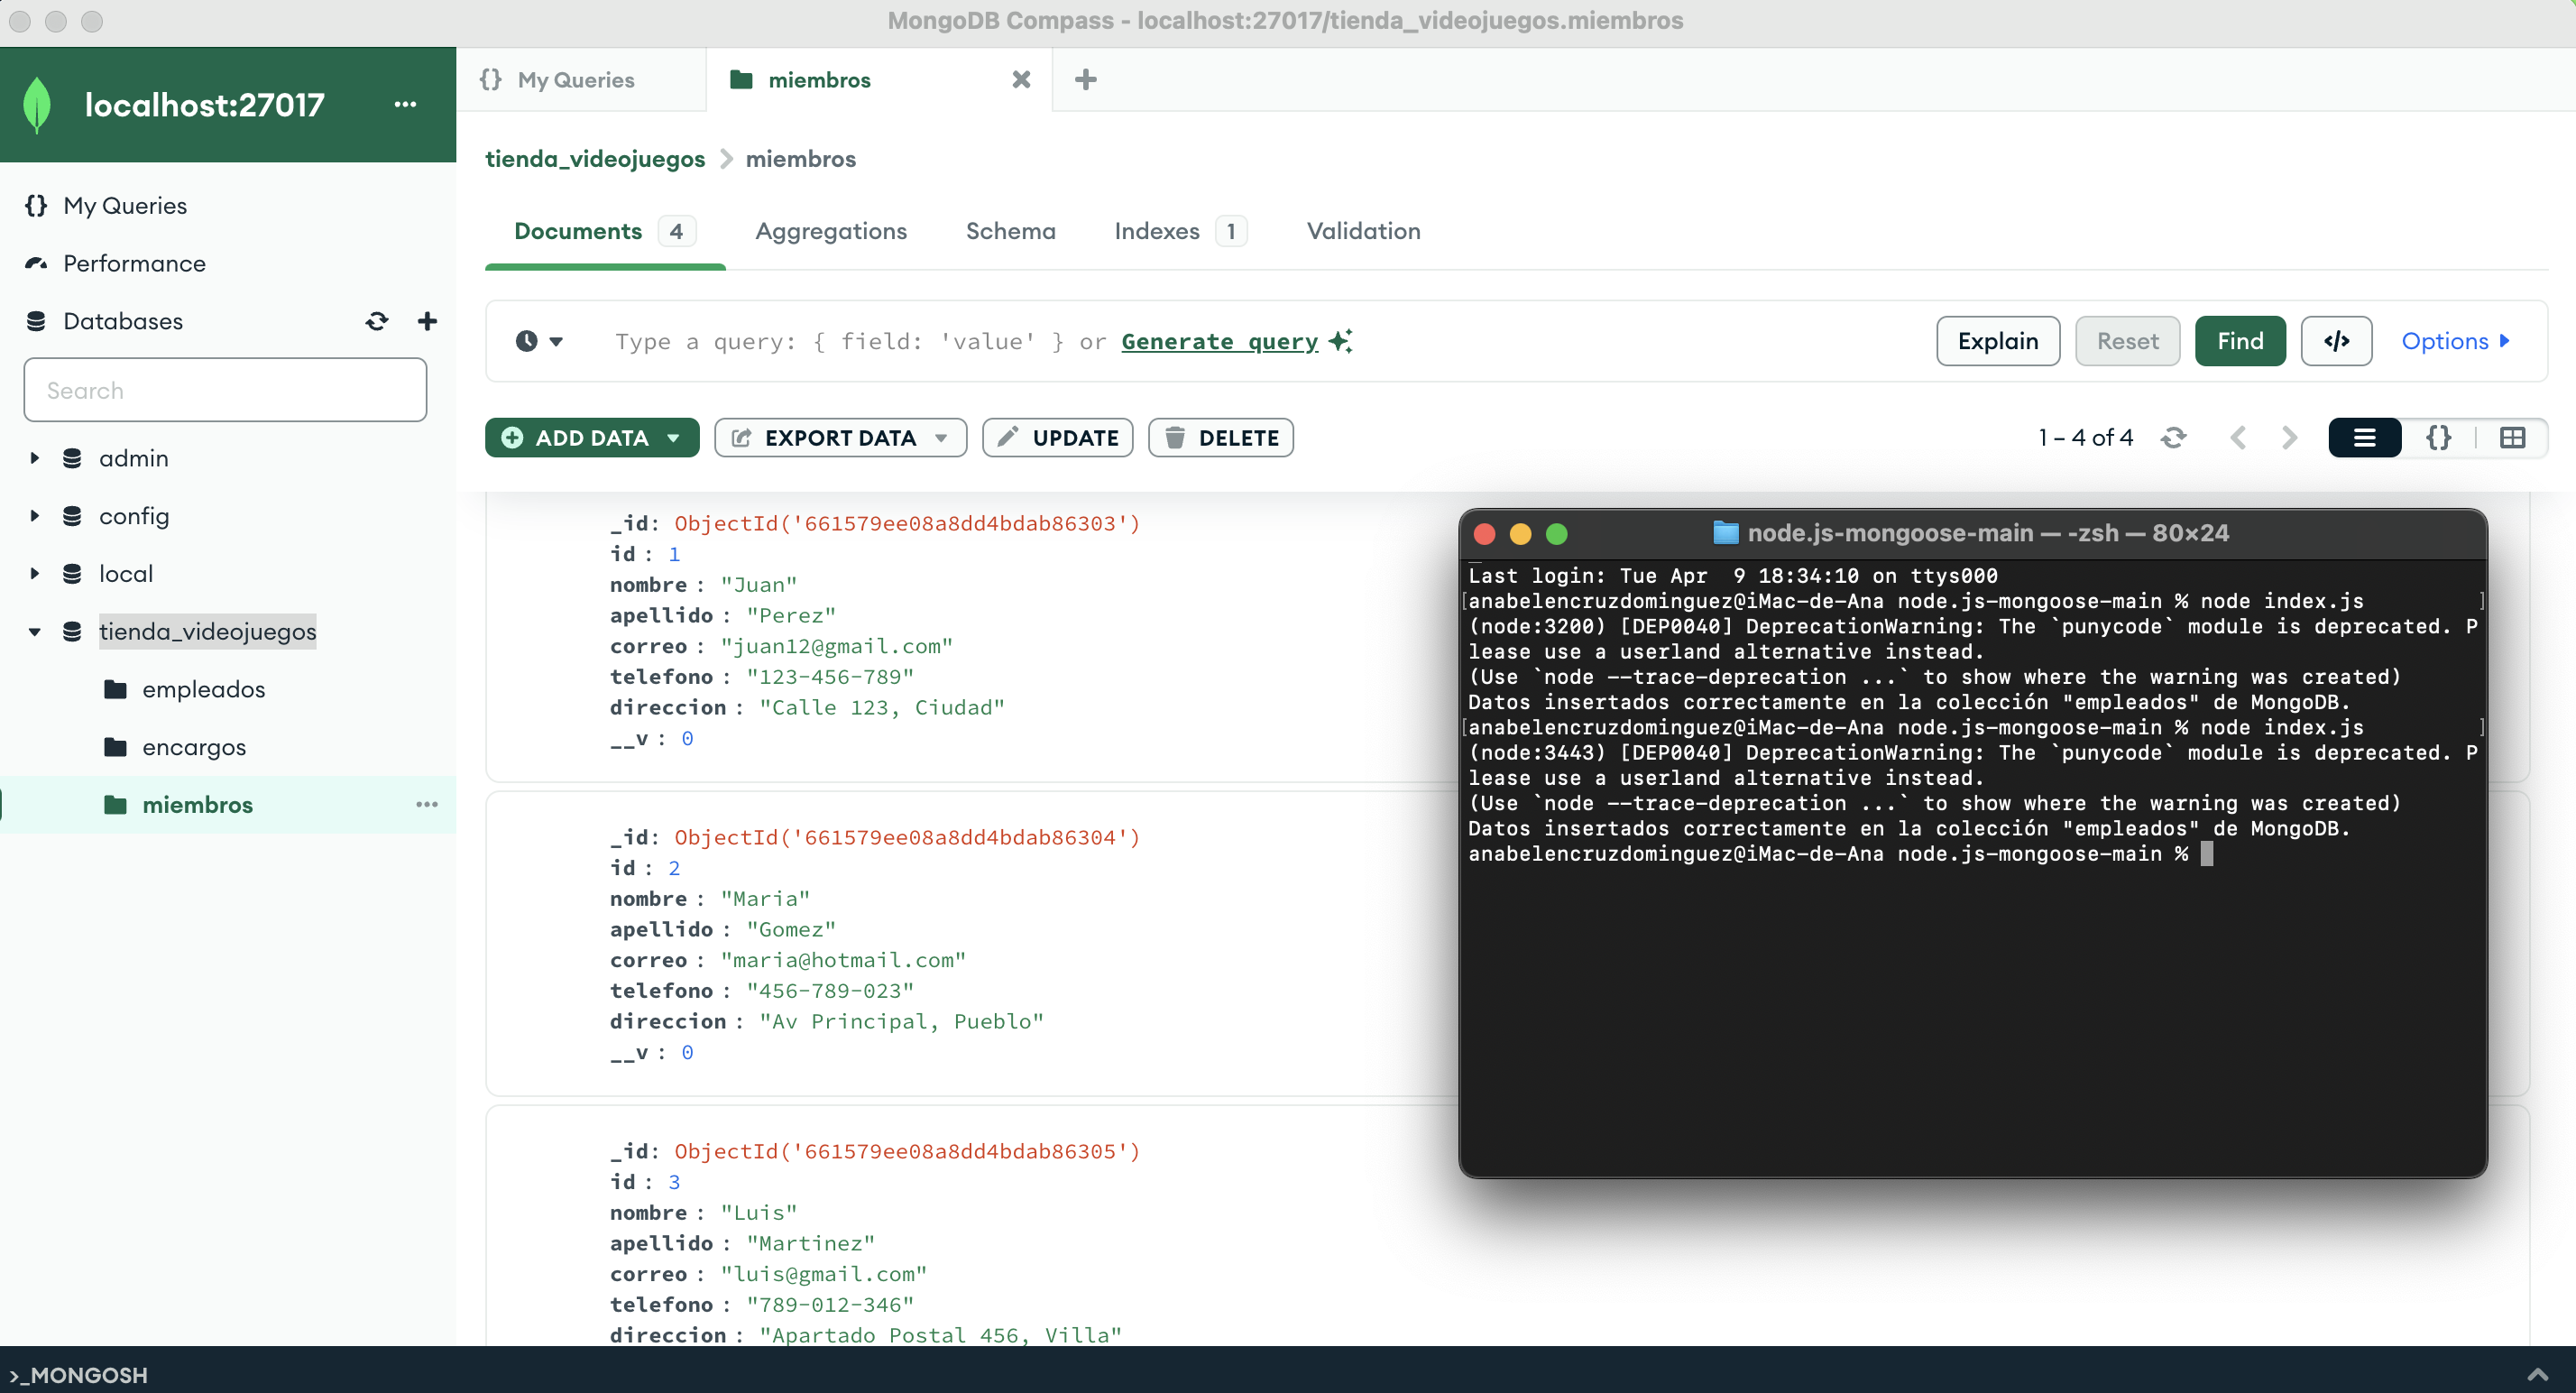 MongoDB Compass - localhost:27017/tienda_videojuegos.miembros
localhost:27017
My Queries
Performance
Databases
Search
admin
config
local
tienda_videojuegos
empleados
encargos
miembros
My Queries
miembros
tienda_videojuegos > miembros
Documents 4 Aggregations Schema Indexes 1 Validation
Type a query: { field: 'value' } or Generate query
Explain Reset Find </> Options
ADD DATA EXPORT DATA UPDATE DELETE
1 – 4 of 4
_id: ObjectId('661579ee08a8dd4bdab86303')
id : 1
nombre : "Juan"
apellido : "Perez"
correo : "juan12@gmail.com"
telefono : "123-456-789"
direccion : "Calle 123, Ciudad"
__v : 0
_id: ObjectId('661579ee08a8dd4bdab86304')
id : 2
nombre : "Maria"
apellido : "Gomez"
correo : "maria@hotmail.com"
telefono : "456-789-023"
direccion : "Av Principal, Pueblo"
__v : 0
_id: ObjectId('661579ee08a8dd4bdab86305')
id : 3
nombre : "Luis"
apellido : "Martinez"
correo : "luis@gmail.com"
telefono : "789-012-346"
direccion : "Apartado Postal 456, Villa"
node.js-mongoose-main — -zsh — 80×24
Last login: Tue Apr  9 18:34:10 on ttys000
[anabelencruzdominguez@iMac-de-Ana node.js-mongoose-main % node index.js ]
(node:3200) [DEP0040] DeprecationWarning: The `punycode` module is deprecated. P
lease use a userland alternative instead.
(Use `node --trace-deprecation ...` to show where the warning was created)
Datos insertados correctamente en la colección "empleados" de MongoDB.
[anabelencruzdominguez@iMac-de-Ana node.js-mongoose-main % node index.js ]
(node:3443) [DEP0040] DeprecationWarning: The `punycode` module is deprecated. P
lease use a userland alternative instead.
(Use `node --trace-deprecation ...` to show where the warning was created)
Datos insertados correctamente en la colección "empleados" de MongoDB.
anabelencruzdominguez@iMac-de-Ana node.js-mongoose-main %
>_MONGOSH